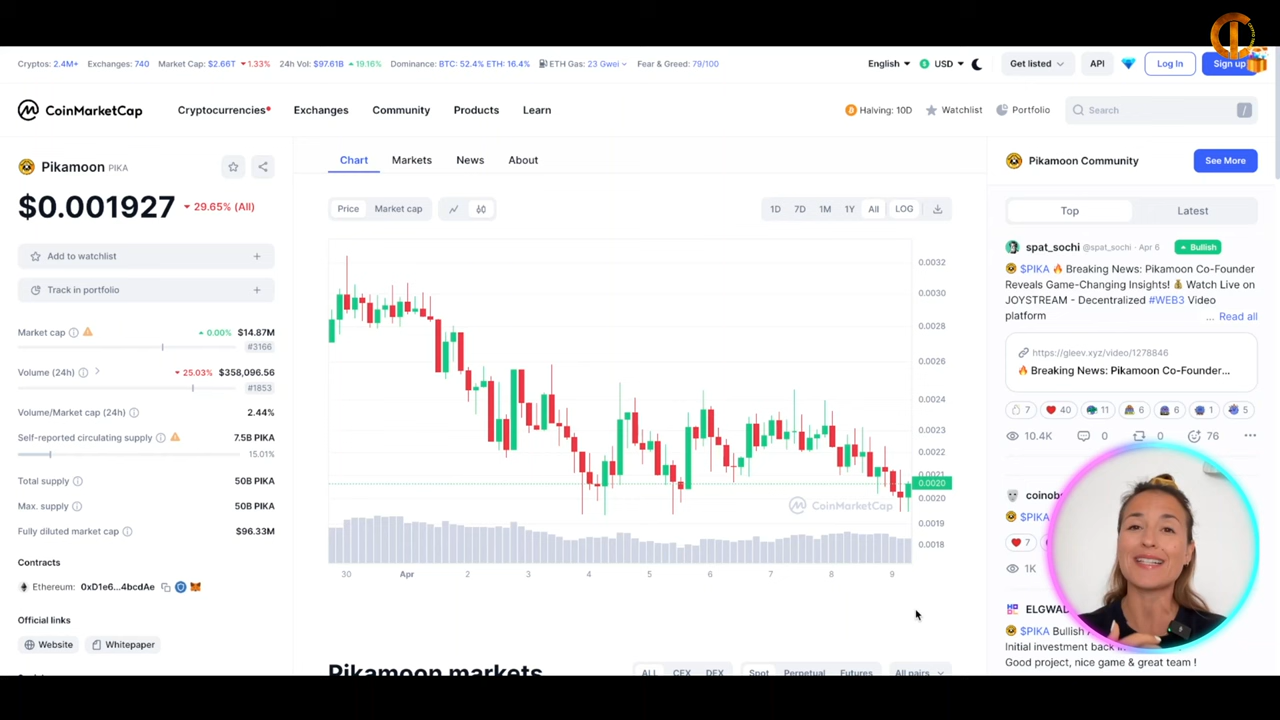 Cryptos: 2.4M+ Exchanges: 740 Market Cap: $2.66T 1.33% 24h Vol: $97.61B 19.16% Dominance: BTC: 52.4% ETH: 16.4% ETH Gas: 23 Gwei Fear & Greed: 79/100
English USD Get listed API Log In Sign up
CoinMarketCap Cryptocurrencies Exchanges Community Products Learn Halving: 10D Watchlist Portfolio Search /
Pikamoon PIKA
$0.001927 29.65% (All)
Add to watchlist +
Track in portfolio +
Market cap 0.00% $14.87M
#3166
Volume (24h) 25.03% $358,096.56
#1853
Volume/Market cap (24h) 2.44%
Self-reported circulating supply 7.5B PIKA
15.01%
Total supply 50B PIKA
Max. supply 50B PIKA
Fully diluted market cap $96.33M
Contracts
Ethereum: 0xD1e6...4bcdAe
Official links
Website Whitepaper
Chart Markets News About
Price Market cap 1D 7D 1M 1Y All LOG
0.0032
0.0030
0.0028
0.0026
0.0024
0.0023
0.0022
0.0021
0.0020
0.0020
0.0019
0.0018
CoinMarketCap
30 Apr 2 3 4 5 6 7 8 9
Pikamoon markets ALL CEX DEX Spot Perpetual Futures All pairs
Pikamoon Community See More
Top Latest
spat_sochi @spat_sochi · Apr 6 Bullish
$PIKA 🔥 Breaking News: Pikamoon Co-Founder
Reveals Game-Changing Insights! 💰 Watch Live on
JOYSTREAM - Decentralized #WEB3 Video
platform ... Read all
https://gleev.xyz/video/1278846
🔥 Breaking News: Pikamoon Co-Founder...
7 40 11 6 6 1 5
10.4K 0 0 76 ...
coinob
$PIKA
7
1K
ELGWAD
$PIKA Bullish
Initial investment back
Good project, nice game & great team !